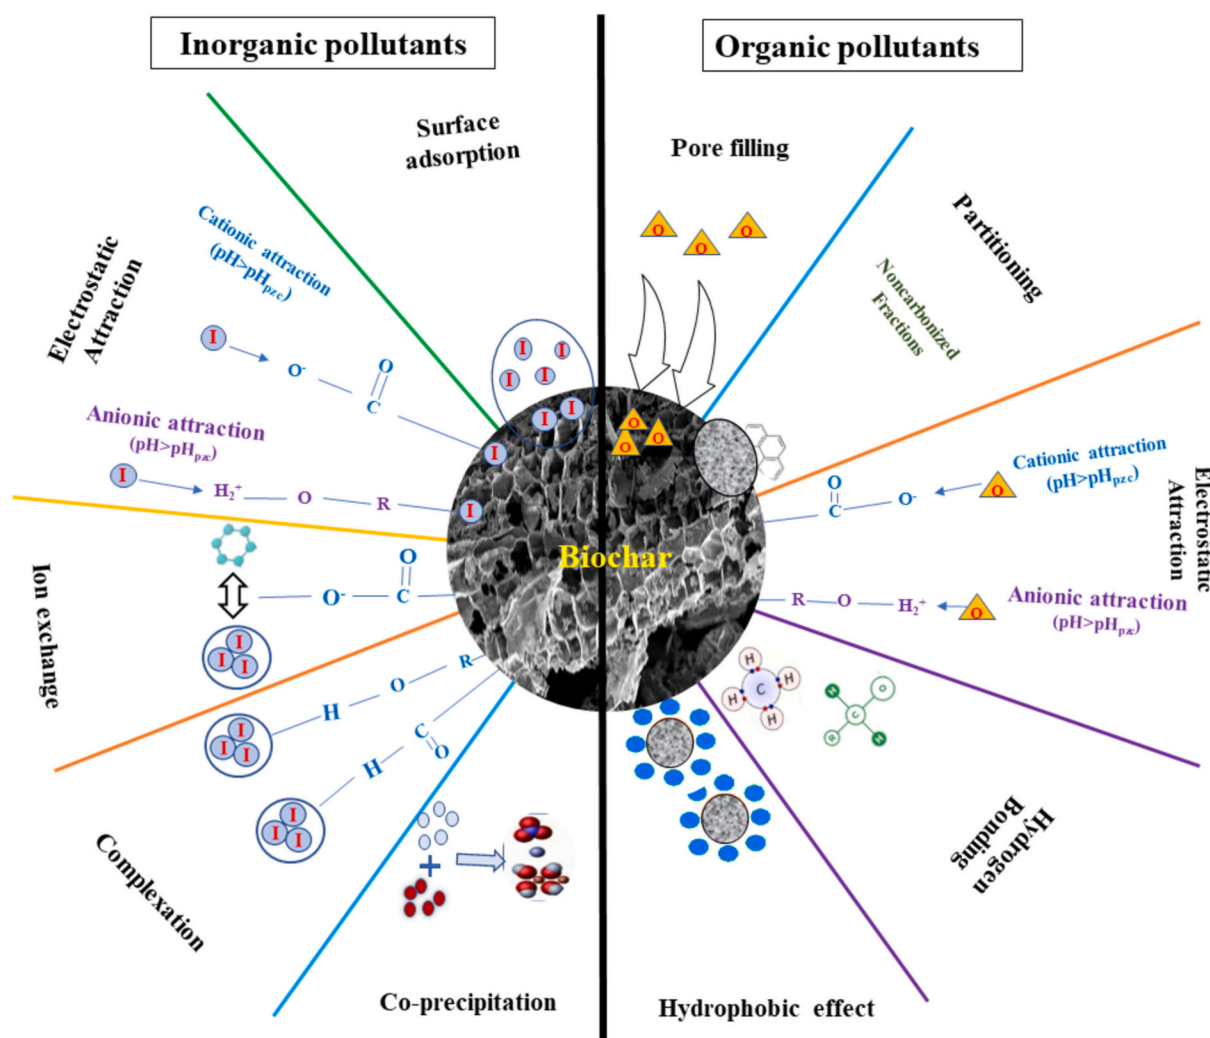 Inorganic pollutants
Organic pollutants
Surface
adsorption
Pore filling
Cationic attraction
(pH>pHpzc)
Electrostatic
Attraction
I
O-
C
O
Anionic attraction
(pH>pHpzc)
I
H2+
O
R
I
I
I
I
I
I
I
I
I
O
O
O
O
O
O
Partitioning
Noncarbonized
Fractions
Cationic attraction
(pH>pHpzc)
O
C
O-
O
Electrostatic
Attraction
R
O
H2+
O
Anionic attraction
(pH>pHpzc)
Biochar
Ion exchange
O-
C
O
I
I
I
R
O
H
I
I
I
C
O
H
I
I
I
Complexation
+
Co-precipitation
H
H
C
H
H
H
O
C
R
H
Hydrogen
Bonding
Hydrophobic effect